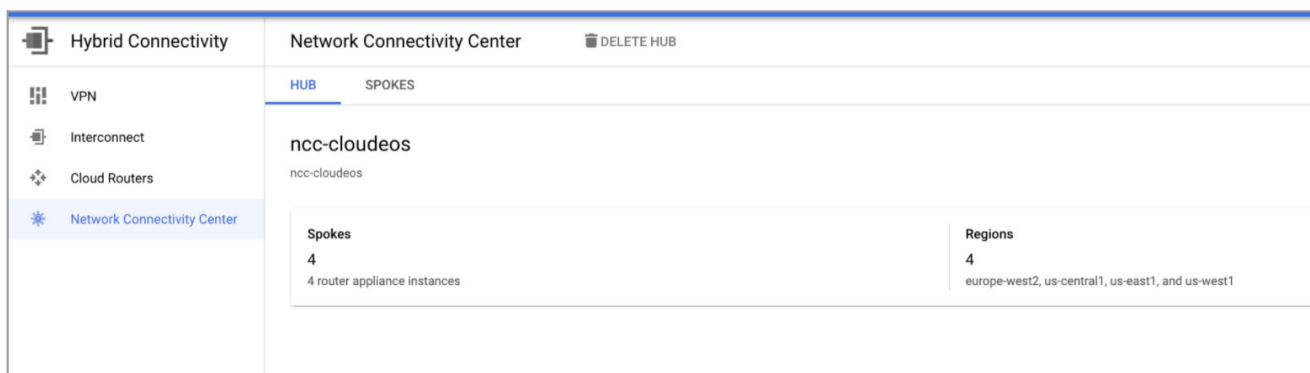 Hybrid Connectivity
Network Connectivity Center
DELETE HUB
VPN
Interconnect
Cloud Routers
Network Connectivity Center
HUB
SPOKES
ncc-cloudeos
ncc-cloudeos
Spokes
4
4 router appliance instances
Regions
4
europe-west2, us-central1, us-east1, and us-west1